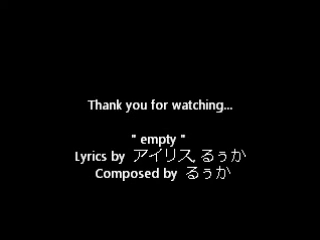 Thank you for watching...
" empty "
Lyrics by アイリス, るぅか
Composed by るぅか